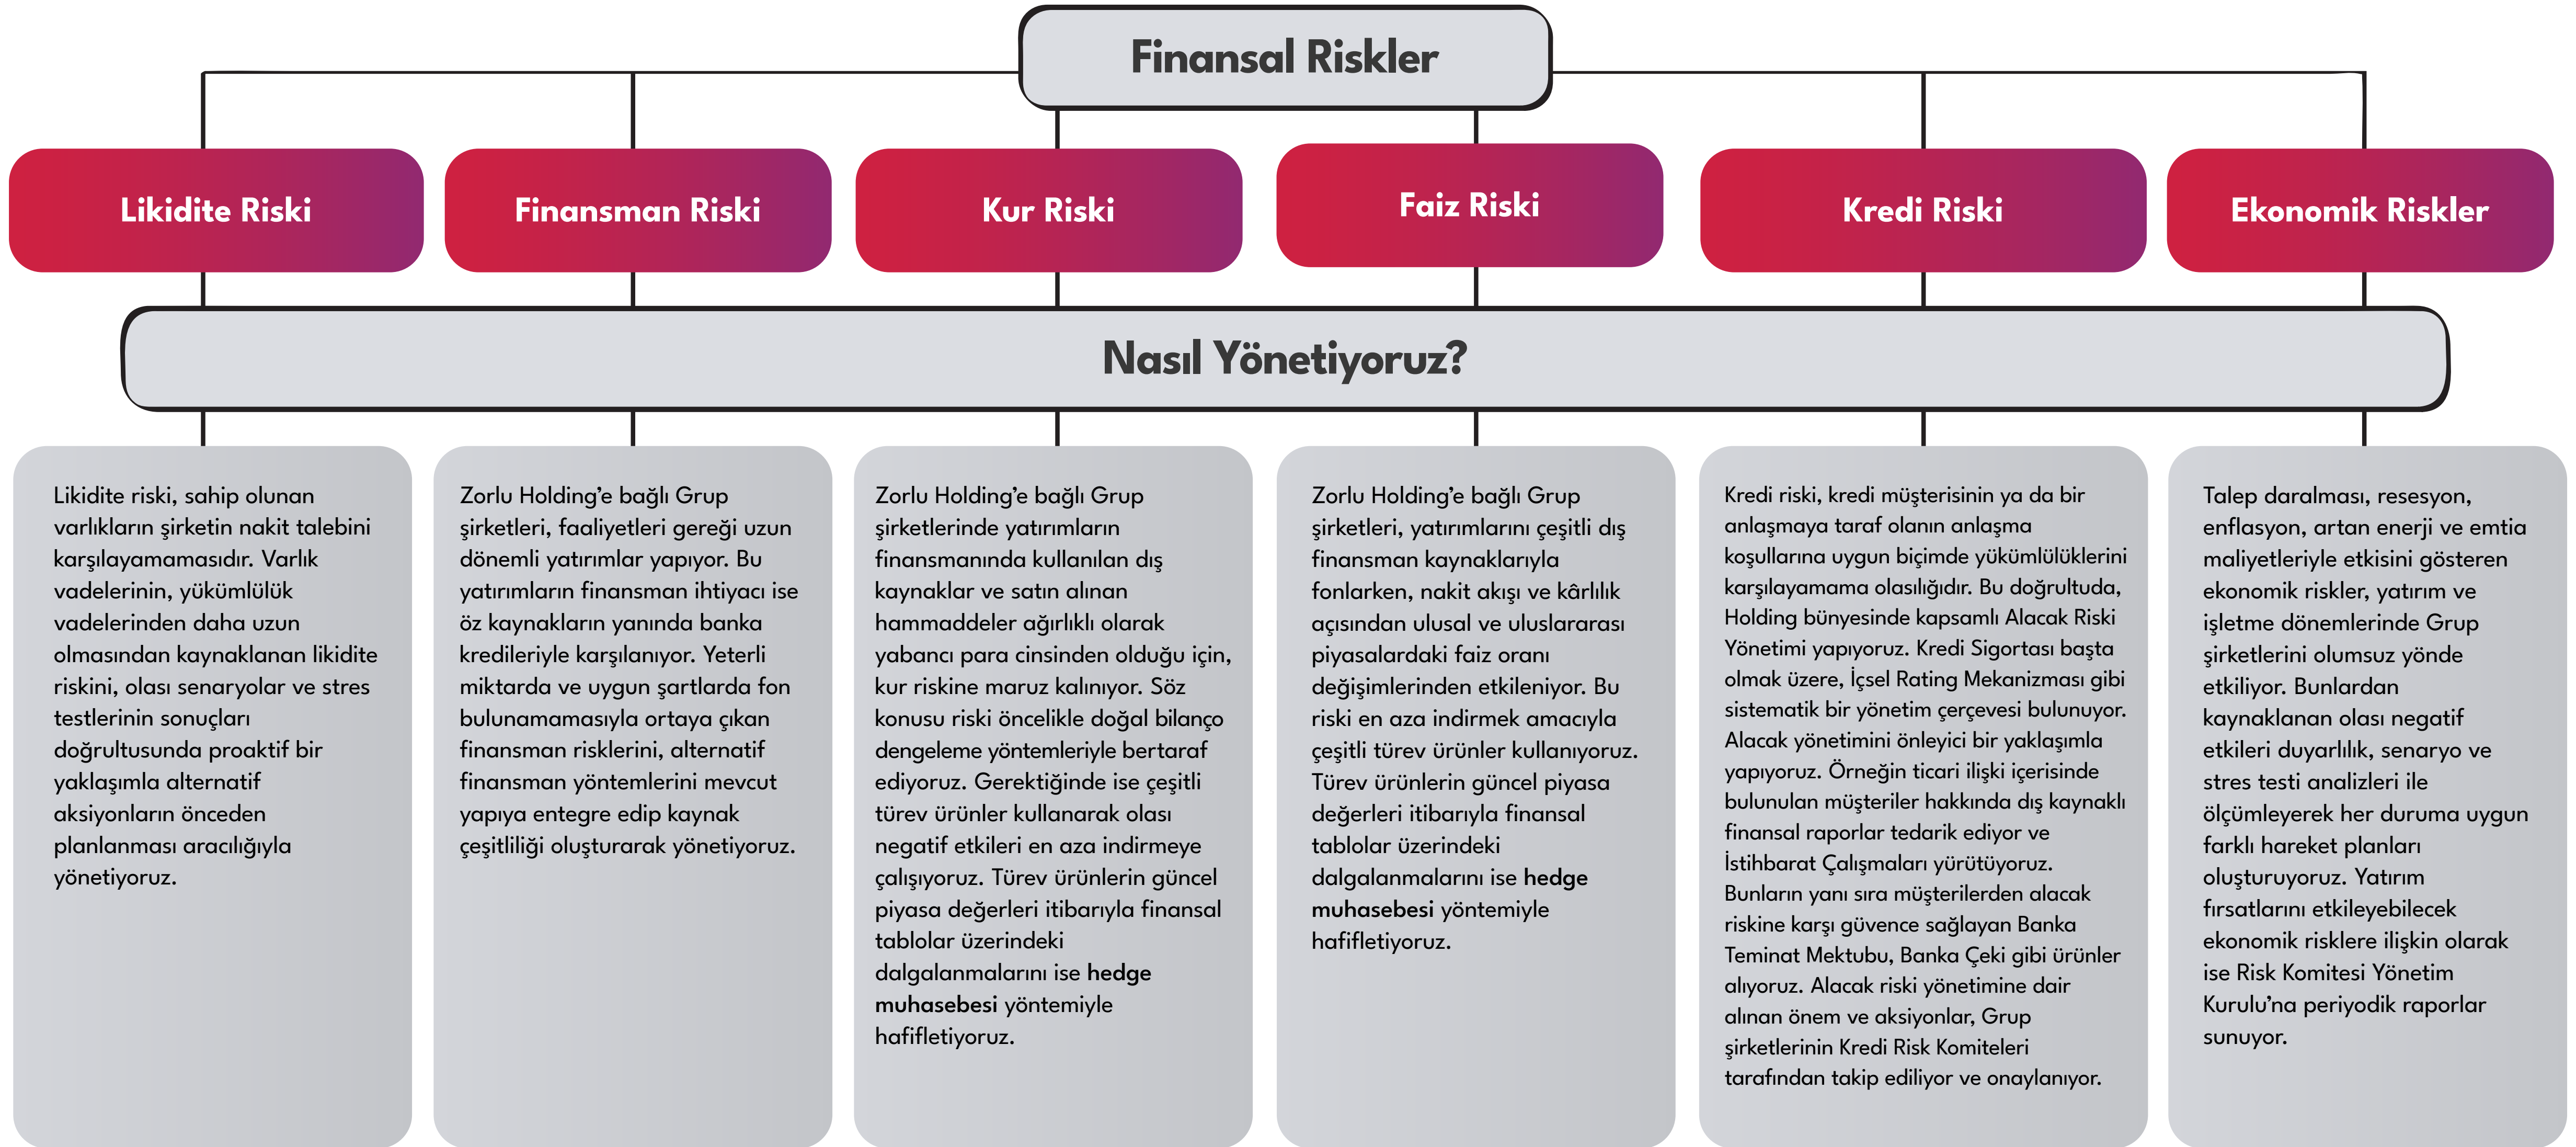 Finansal Riskler
Likidite Riski
Finansman Riski
Kur Riski
Faiz Riski
Kredi Riski
Ekonomik Riskler
Nasıl Yönetiyoruz?
Likidite riski, sahip olunan
varlıkların şirketin nakit talebini
karşılayamamasıdır. Varlık
vadelerinin, yükümlülük
vadelerinden daha uzun
olmasından kaynaklanan likidite
riskini, olası senaryolar ve stres
testlerinin sonuçları
doğrultusunda proaktif bir
yaklaşımla alternatif
aksiyonların önceden
planlanması aracılığıyla
yönetiyoruz.
Zorlu Holding’e bağlı Grup
şirketleri, faaliyetleri gereği uzun
dönemli yatırımlar yapıyor. Bu
yatırımların finansman ihtiyacı ise
öz kaynakların yanında banka
kredileriyle karşılanıyor. Yeterli
miktarda ve uygun şartlarda fon
bulunamamasıyla ortaya çıkan
finansman risklerini, alternatif
finansman yöntemlerini mevcut
yapıya entegre edip kaynak
çeşitliliği oluşturarak yönetiyoruz.
Zorlu Holding’e bağlı Grup
şirketlerinde yatırımların
finansmanında kullanılan dış
kaynaklar ve satın alınan
hammaddeler ağırlıklı olarak
yabancı para cinsinden olduğu için,
kur riskine maruz kalınıyor. Söz
konusu riski öncelikle doğal bilanço
dengeleme yöntemleriyle bertaraf
ediyoruz. Gerektiğinde ise çeşitli
türev ürünler kullanarak olası
negatif etkileri en aza indirmeye
çalışıyoruz. Türev ürünlerin güncel
piyasa değerleri itibarıyla finansal
tablolar üzerindeki
dalgalanmalarını ise hedge
muhasebesi yöntemiyle
hafifletiyoruz.
Zorlu Holding’e bağlı Grup
şirketleri, yatırımlarını çeşitli dış
finansman kaynaklarıyla
fonlarken, nakit akışı ve kârlılık
açısından ulusal ve uluslararası
piyasalardaki faiz oranı
değişimlerinden etkileniyor. Bu
riski en aza indirmek amacıyla
çeşitli türev ürünler kullanıyoruz.
Türev ürünlerin güncel piyasa
değerleri itibarıyla finansal
tablolar üzerindeki
dalgalanmalarını ise hedge
muhasebesi yöntemiyle
hafifletiyoruz.
Kredi riski, kredi müşterisinin ya da bir
anlaşmaya taraf olanın anlaşma
koşullarına uygun biçimde yükümlülüklerini
karşılayamama olasılığıdır. Bu doğrultuda,
Holding bünyesinde kapsamlı Alacak Riski
Yönetimi yapıyoruz. Kredi Sigortası başta
olmak üzere, İçsel Rating Mekanizması gibi
sistematik bir yönetim çerçevesi bulunuyor.
Alacak yönetimini önleyici bir yaklaşımla
yapıyoruz. Örneğin ticari ilişki içerisinde
bulunulan müşteriler hakkında dış kaynaklı
finansal raporlar tedarik ediyor ve
İstihbarat Çalışmaları yürütüyoruz.
Bunların yanı sıra müşterilerden alacak
riskine karşı güvence sağlayan Banka
Teminat Mektubu, Banka Çeki gibi ürünler
alıyoruz. Alacak riski yönetimine dair
alınan önem ve aksiyonlar, Grup
şirketlerinin Kredi Risk Komiteleri
tarafından takip ediliyor ve onaylanıyor.
Talep daralması, resesyon,
enflasyon, artan enerji ve emtia
maliyetleriyle etkisini gösteren
ekonomik riskler, yatırım ve
işletme dönemlerinde Grup
şirketlerini olumsuz yönde
etkiliyor. Bunlardan
kaynaklanan olası negatif
etkileri duyarlılık, senaryo ve
stres testi analizleri ile
ölçümleyerek her duruma uygun
farklı hareket planları
oluşturuyoruz. Yatırım
fırsatlarını etkileyebilecek
ekonomik risklere ilişkin olarak
ise Risk Komitesi Yönetim
Kurulu’na periyodik raporlar
sunuyor.